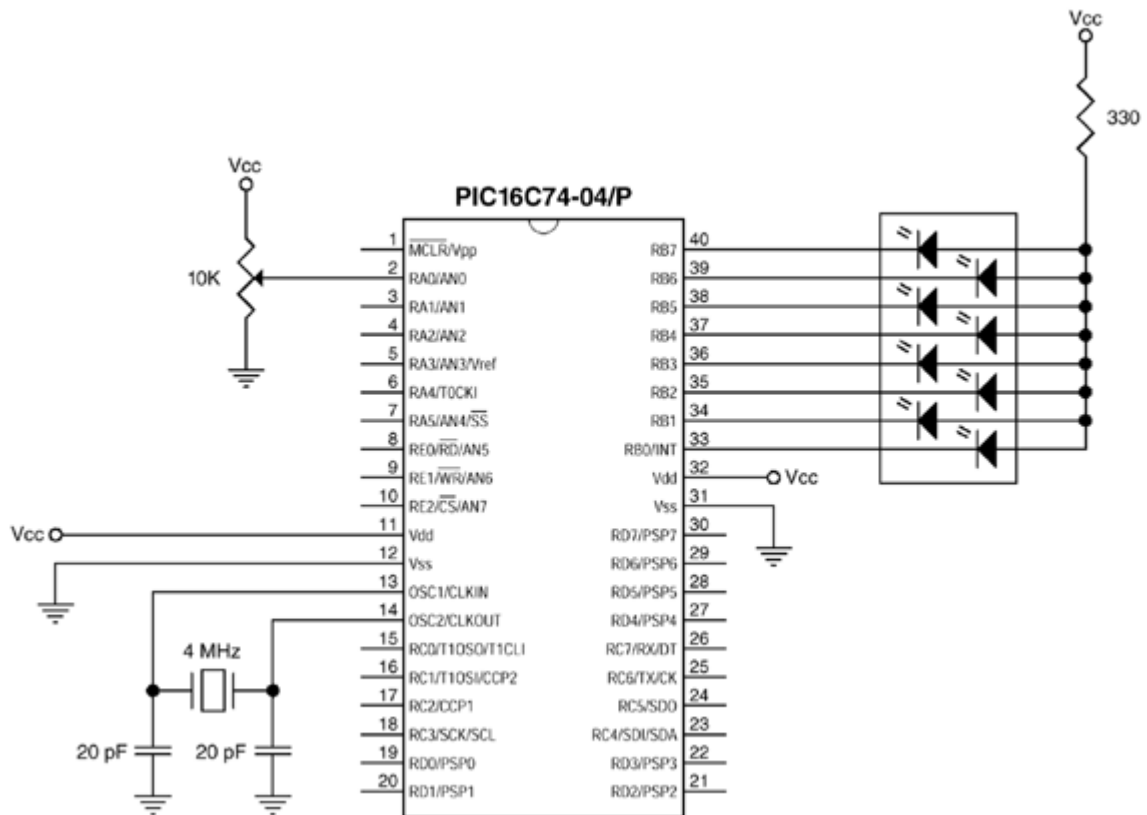 Vcc
330
Vcc
10K
PIC16C74-04/P
1 MCLR/Vpp
2 RA0/AN0
3 RA1/AN1
4 RA2/AN2
5 RA3/AN3/Vref
6 RA4/T0CKI
7 RA5/AN4/SS
8 RE0/RD/AN5
9 RE1/WR/AN6
10 RE2/CS/AN7
Vcc
11 Vdd
12 Vss
13 OSC1/CLKIN
14 OSC2/CLKOUT
15 RC0/T1OSO/T1CLI
16 RC1/T1OSI/CCP2
17 RC2/CCP1
18 RC3/SCK/SCL
19 RD0/PSP0
20 RD1/PSP1
4 MHz
20 pF
20 pF
RB7 40
RB6 39
RB5 38
RB4 37
RB3 36
RB2 35
RB1 34
RB0/INT 33
Vdd 32
Vcc
Vss 31
RD7/PSP7 30
RD6/PSP6 29
RD5/PSP5 28
RD4/PSP4 27
RC7/RX/DT 26
RC6/TX/CK 25
RC5/SDO 24
RC4/SDI/SDA 23
RD3/PSP3 22
RD2/PSP2 21